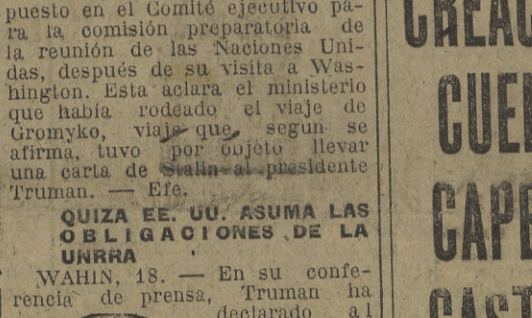 puesto en el Comité ejecutivo pa-
ra la comisión preparatoria de
la reunión de las Naciones Uni-
das, después de su visita a Was-
hington. Esta aclara el ministerio
que había rodeado el viaje de
Gromyko, viaje que, segun se
afirma, tuvo por objeto llevar
una carta de Stalin al presidente
Truman. — Efe.
QUIZA EE. UU. ASUMA LAS
OBLIGACIONES DE LA
UNRRA
WAHIN, 18. — En su confe-
rencia de prensa, Truman ha
declarado al
CUE
CAPE